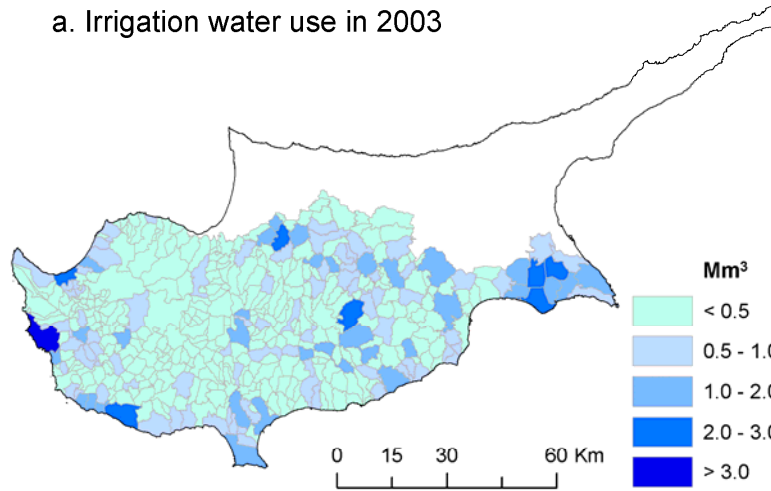 a. Irrigation water use in 2003
Mm³
< 0.5
0.5 - 1.0
1.0 - 2.0
2.0 - 3.0
> 3.0
0 15 30 60 Km